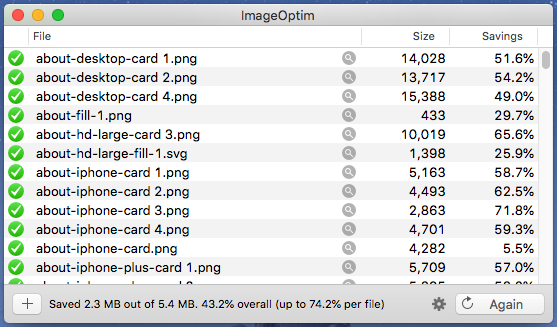 ImageOptim
File Size Savings
about-desktop-card 1.png 14,028 51.6%
about-desktop-card 2.png 13,717 54.2%
about-desktop-card 4.png 15,388 49.0%
about-fill-1.png 433 29.7%
about-hd-large-card 3.png 10,019 65.6%
about-hd-large-fill-1.svg 1,398 25.9%
about-iphone-card 1.png 5,163 58.7%
about-iphone-card 2.png 4,493 62.5%
about-iphone-card 3.png 2,863 71.8%
about-iphone-card 4.png 4,701 59.3%
about-iphone-card.png 4,282 5.5%
about-iphone-plus-card 1.png 5,709 57.0%
Saved 2.3 MB out of 5.4 MB. 43.2% overall (up to 74.2% per file) Again